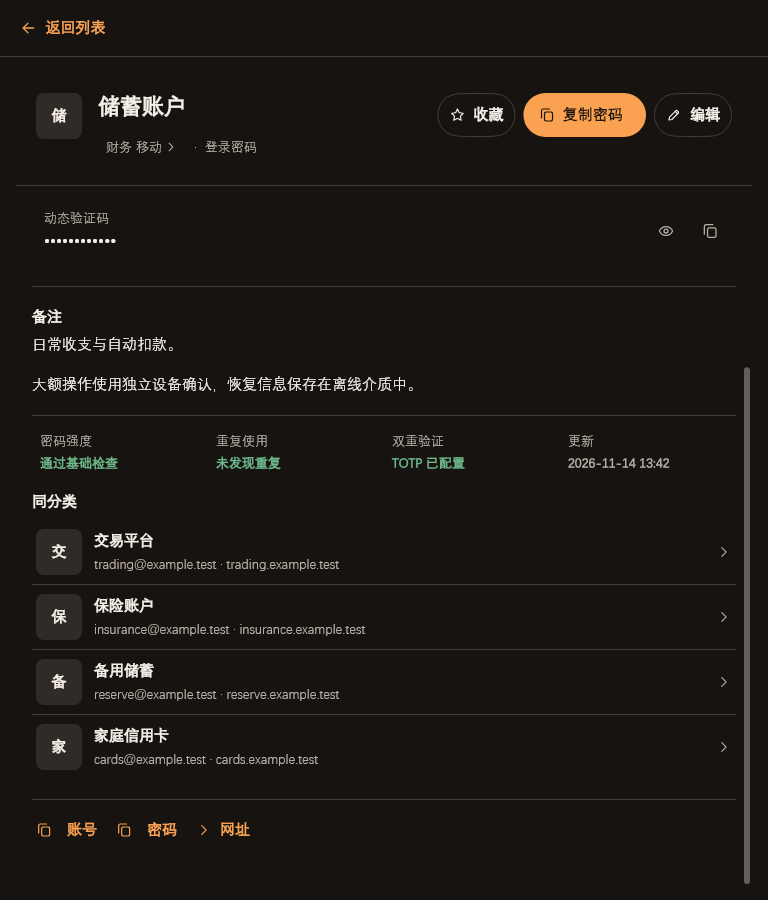 返回列表
储
储蓄账户
财务 移动 · 登录密码
收藏
复制密码
编辑
动态验证码
••••••••••••
备注
日常收支与自动扣款。
大额操作使用独立设备确认，恢复信息保存在离线介质中。
密码强度 重复使用 双重验证 更新
通过基础检查 未发现重复 TOTP 已配置 2026-11-14 13:42
同分类
交
交易平台
trading@example.test · trading.example.test
保
保险账户
insurance@example.test · insurance.example.test
备
备用储蓄
reserve@example.test · reserve.example.test
家
家庭信用卡
cards@example.test · cards.example.test
账号 密码 网址